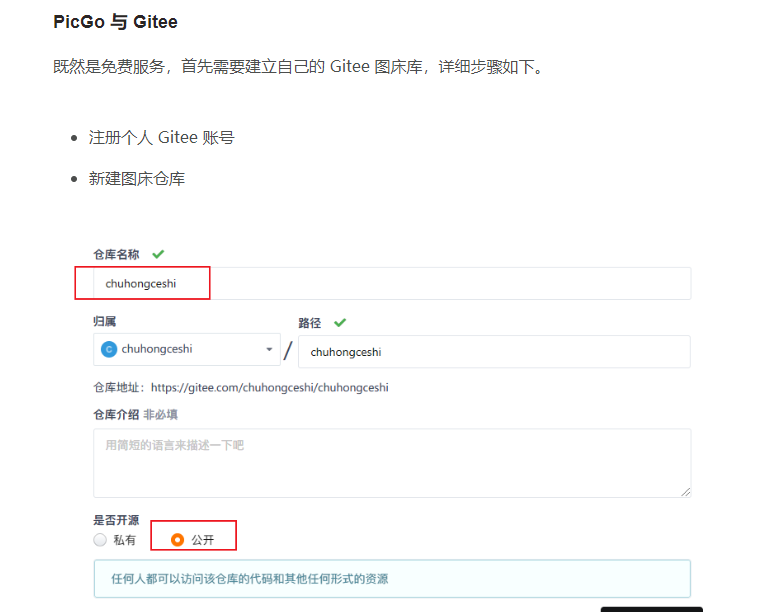 PicGo 与 Gitee
既然是免费服务，首先需要建立自己的 Gitee 图床库，详细步骤如下。
注册个人 Gitee 账号
新建图床仓库
仓库名称
chuhongceshi
归属
路径
C chuhongceshi / chuhongceshi
仓库地址：https://gitee.com/chuhongceshi/chuhongceshi
仓库介绍 非必填
用简短的语言来描述一下吧
是否开源
私有 公开
任何人都可以访问该仓库的代码和其他任何形式的资源